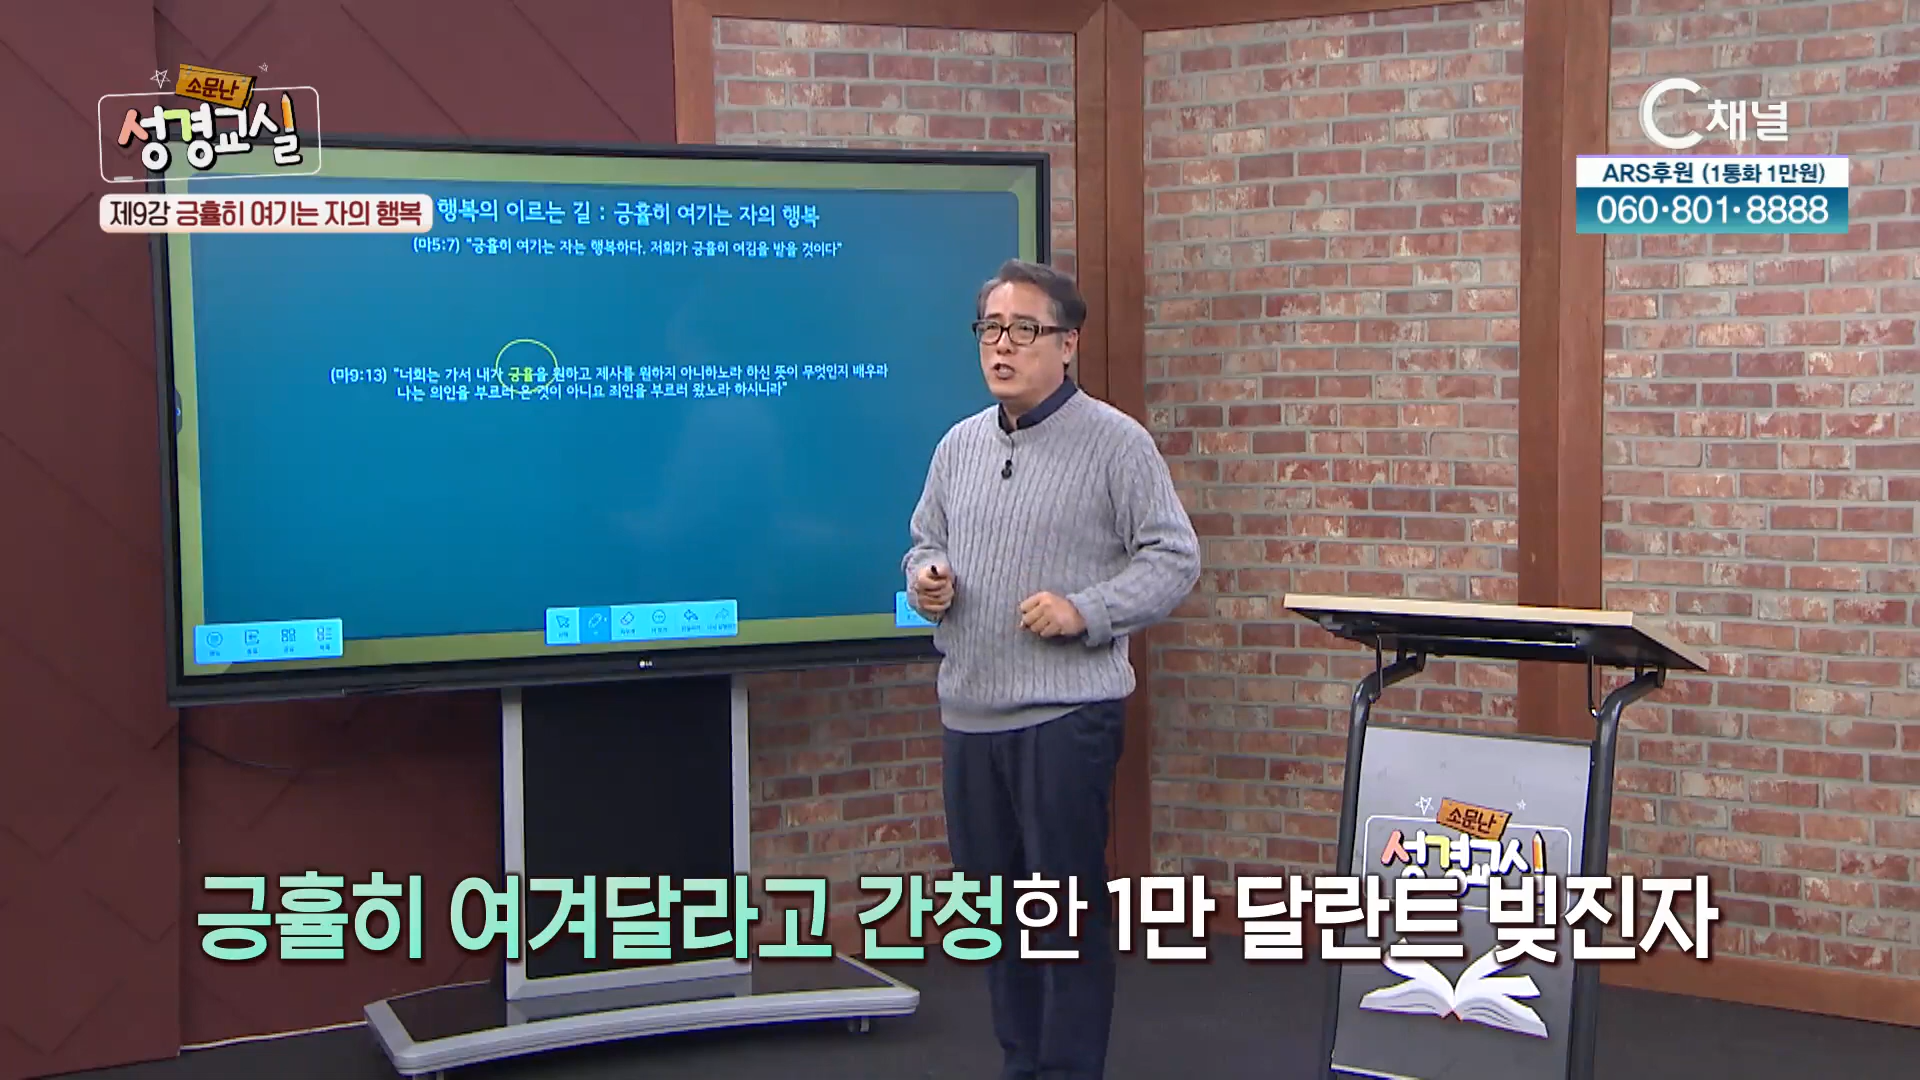 소문난
성경교실
제9강 긍휼히 여기는 자의 행복
C채널
ARS후원 (1통화 1만원)
060·801·8888
행복의 이르는 길 : 긍휼히 여기는 자의 행복
(마5:7) "긍휼히 여기는 자는 행복하다. 저희가 긍휼히 여김을 받을 것이다"
(마9:13) "너희는 가서 내가 긍휼을 원하고 제사를 원하지 아니하노라 하신 뜻이 무엇인지 배우라
나는 의인을 부르러 온 것이 아니요 죄인을 부르러 왔노라 하시니라"
LG
소문난
성경교실
긍휼히 여겨달라고 간청한 1만 달란트 빚진자